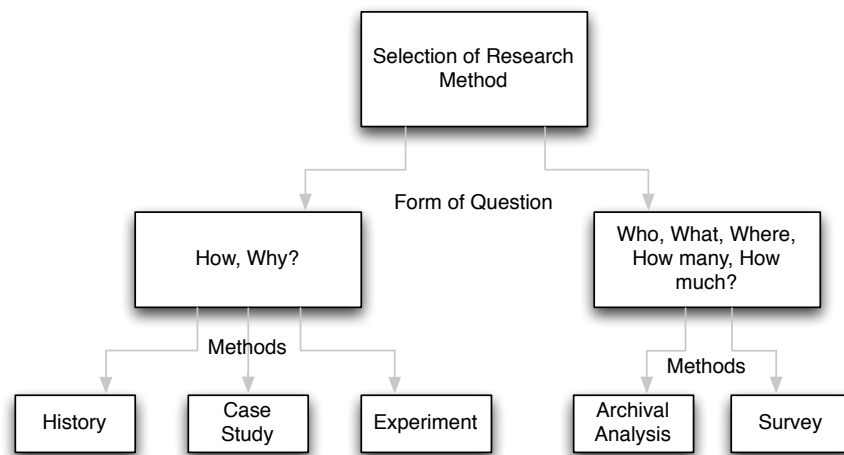 Selection of Research
Method
Form of Question
How, Why?
Who, What, Where,
How many, How
much?
Methods
Methods
History
Case
Study
Experiment
Archival
Analysis
Survey